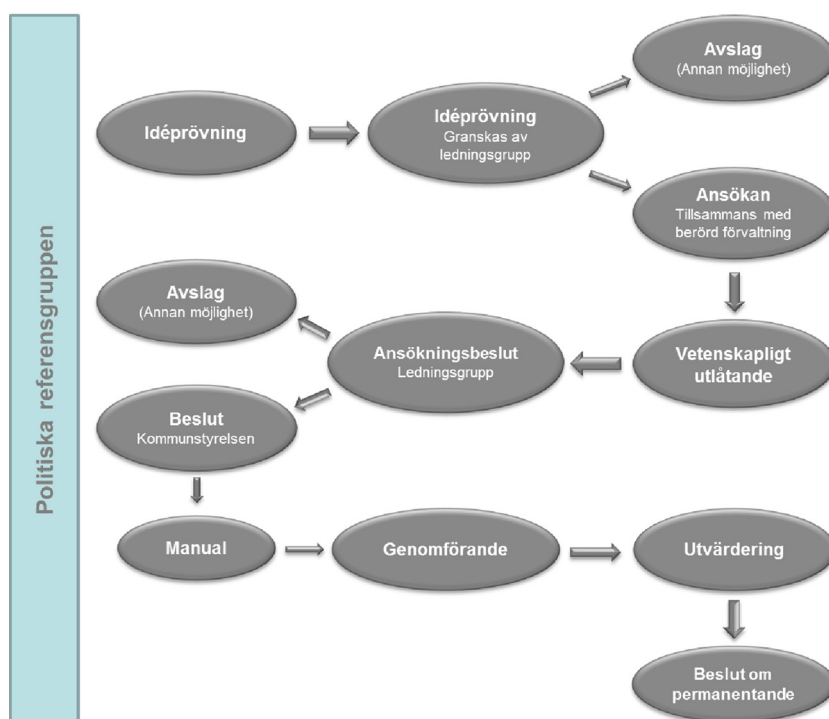 Politiska referensgruppen
Idéprövning
Idéprövning
Granskas av
ledningsgrupp
Avslag
(Annan möjlighet)
Ansökan
Tillsammans med
berörd förvaltning
Vetenskapligt
utlåtande
Ansökningsbeslut
Ledningsgrupp
Avslag
(Annan möjlighet)
Beslut
Kommunstyrelsen
Manual
Genomförande
Utvärdering
Beslut om
permanentande